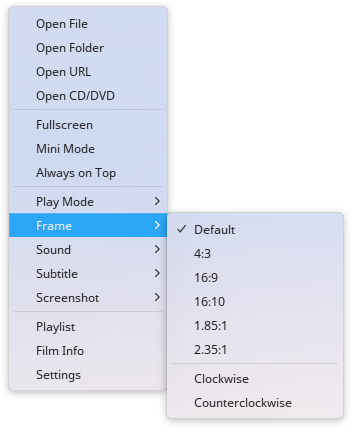 Open File
Open Folder
Open URL
Open CD/DVD
Fullscreen
Mini Mode
Always on Top
Play Mode
Frame
Sound
Subtitle
Screenshot
Playlist
Film Info
Settings
Default
4:3
16:9
16:10
1.85:1
2.35:1
Clockwise
Counterclockwise